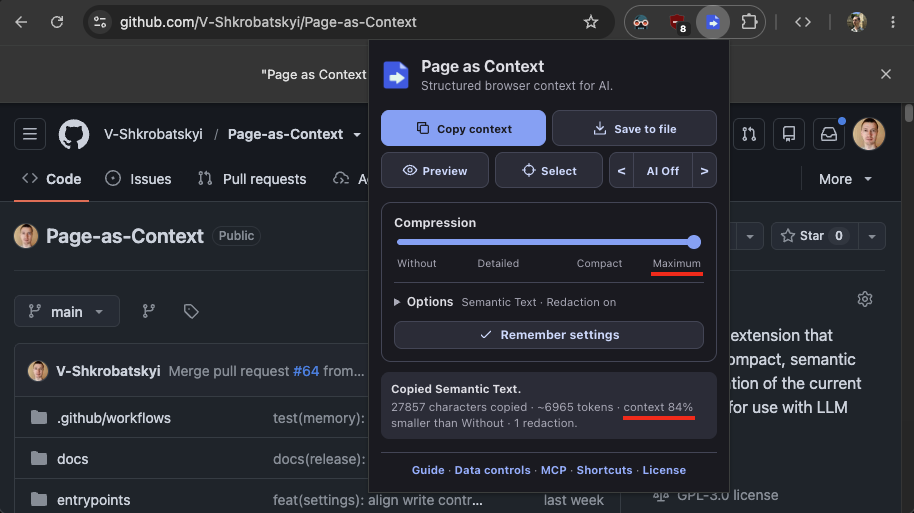 github.com/V-Shkrobatskyi/Page-as-Context
8
"Page as Context
Page as Context
Structured browser context for AI.
Copy context
Save to file
Preview
Select
<
AI Off
>
Compression
Without
Detailed
Compact
Maximum
Options Semantic Text · Redaction on
Remember settings
Copied Semantic Text.
27857 characters copied · ~6965 tokens · context 84%
smaller than Without · 1 redaction.
Guide · Data controls · MCP · Shortcuts · License
V-Shkrobatskyi / Page-as-Context
Code
Issues
Pull requests
More
Page-as-Context
Public
Star 0
main
V-Shkrobatskyi Merge pull request #64 from...
.github/workflows
test(memory):
docs
docs(release):
entrypoints
feat(settings): align write contr...
last week
extension that
compact, semantic
tion of the current
for use with LLM
GPL-3.0 license